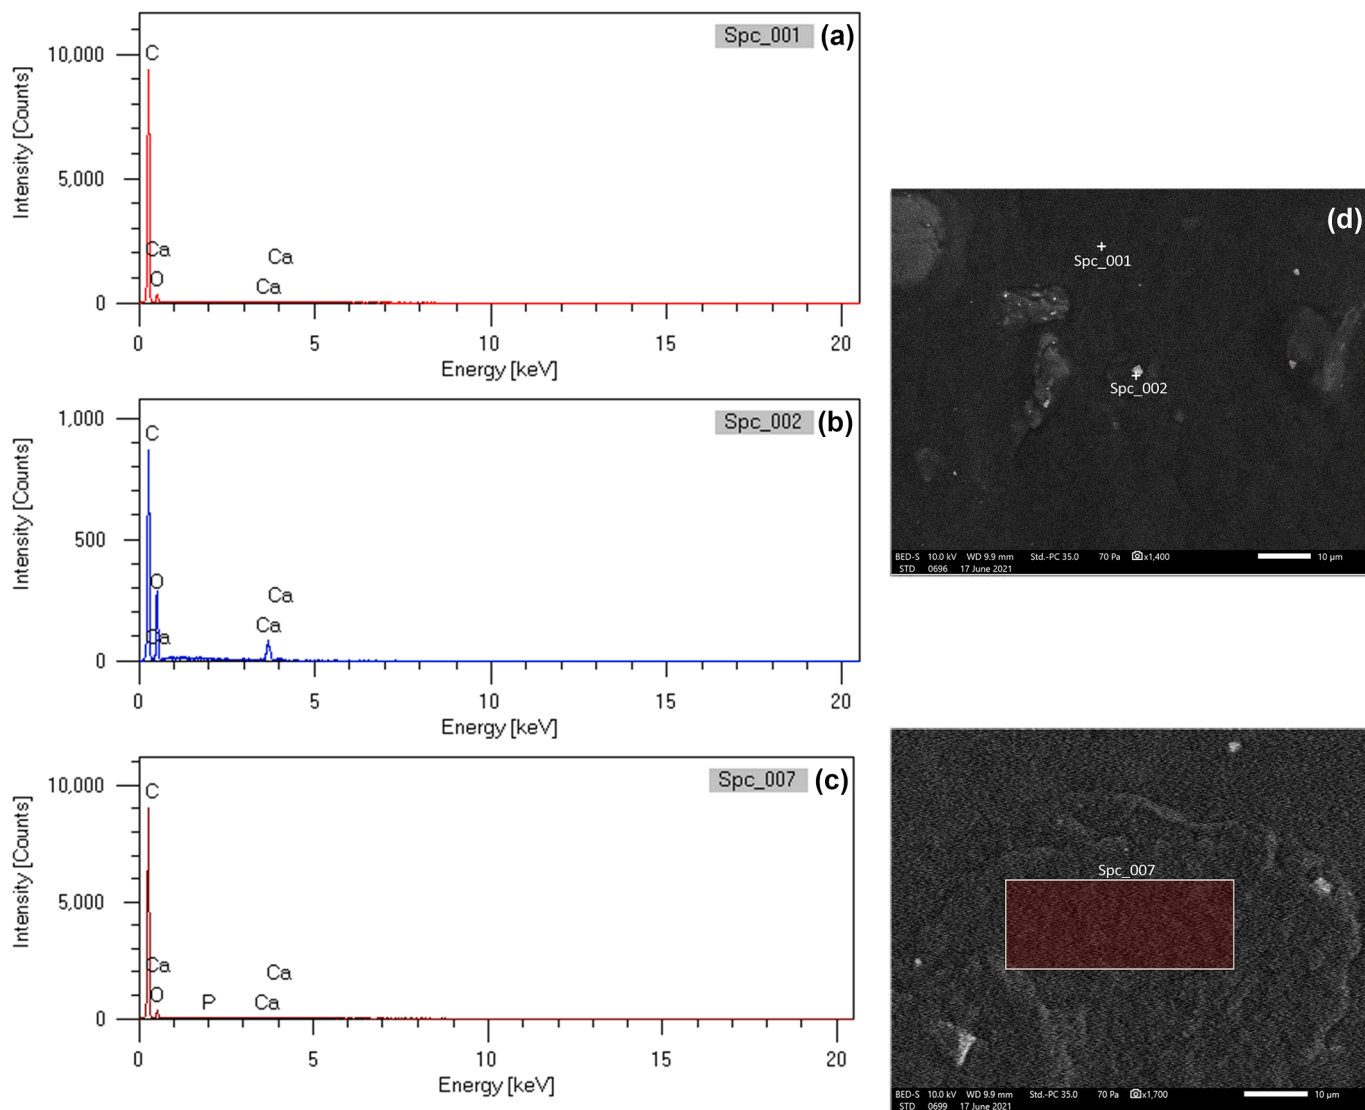 Spc_001 (a)
10,000
C
5,000
Ca
Ca
O
Ca
0
0 5 10 15 20
Intensity [Counts]
Energy [keV]
Spc_002 (b)
1,000
C
500
O
Ca
Ca
Ca
0
0 5 10 15 20
Intensity [Counts]
Energy [keV]
Spc_007 (c)
10,000
C
5,000
Ca
Ca
O
P
Ca
0
0 5 10 15 20
Intensity [Counts]
Energy [keV]
(d)
Spc_001
Spc_002
BED-S 10.0 kV WD 9.9 mm Std.-PC 35.0 70 Pa x1,400 10 µm
STD 0696 17 June 2021
Spc_007
BED-S 10.0 kV WD 9.9 mm Std.-PC 35.0 70 Pa x1,700 10 µm
STD 0699 17 June 2021